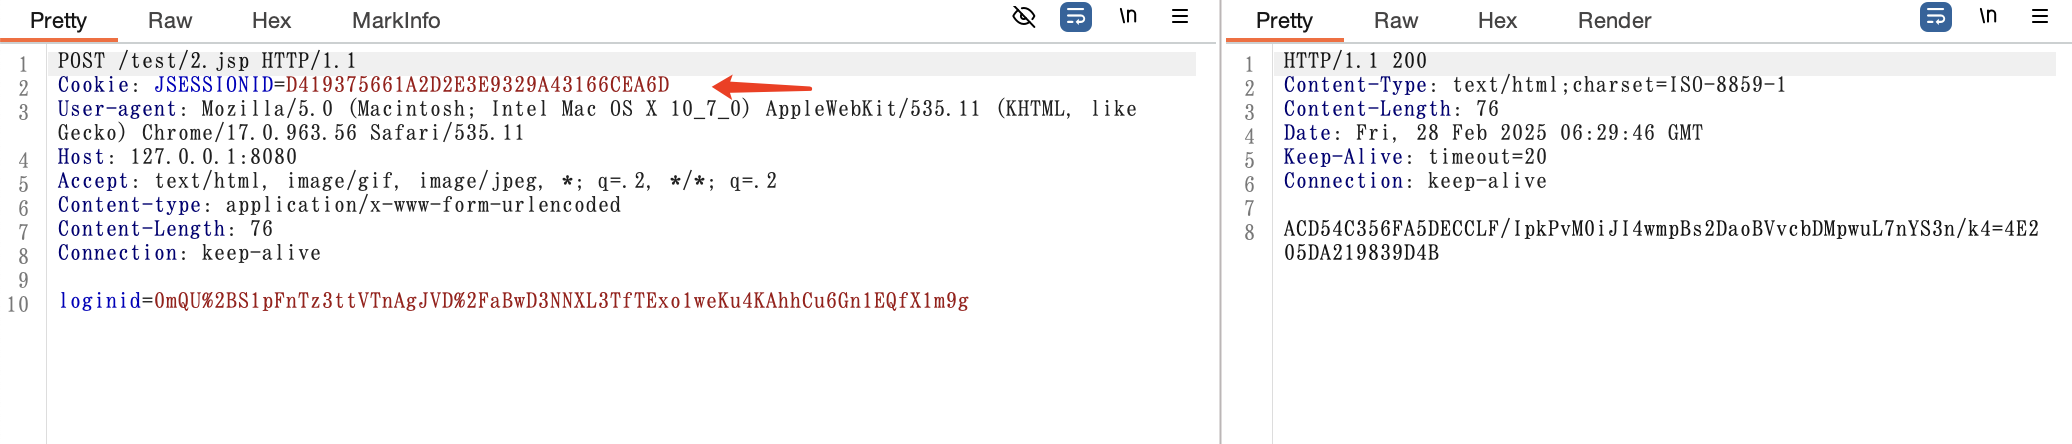 Pretty Raw Hex MarkInfo \n
1 POST /test/2.jsp HTTP/1.1
2 Cookie: JSESSIONID=D419375661A2D2E3E9329A43166CEA6D
3 User-agent: Mozilla/5.0 (Macintosh; Intel Mac OS X 10_7_0) AppleWebKit/535.11 (KHTML, like
Gecko) Chrome/17.0.963.56 Safari/535.11
4 Host: 127.0.0.1:8080
5 Accept: text/html, image/gif, image/jpeg, *; q=.2, */*; q=.2
6 Content-type: application/x-www-form-urlencoded
7 Content-Length: 76
8 Connection: keep-alive
9
10 loginid=0mQU%2BS1pFnTz3ttVTnAgJVD%2FaBwD3NNXL3TfTExo1weKu4KAhhCu6Gn1EQfX1m9g
Pretty Raw Hex Render \n
1 HTTP/1.1 200
2 Content-Type: text/html;charset=ISO-8859-1
3 Content-Length: 76
4 Date: Fri, 28 Feb 2025 06:29:46 GMT
5 Keep-Alive: timeout=20
6 Connection: keep-alive
7
8 ACD54C356FA5DECCLF/IpkPvM0iJI4wmpBs2DaoBVvcbDMpwuL7nYS3n/k4=4E2
05DA219839D4B